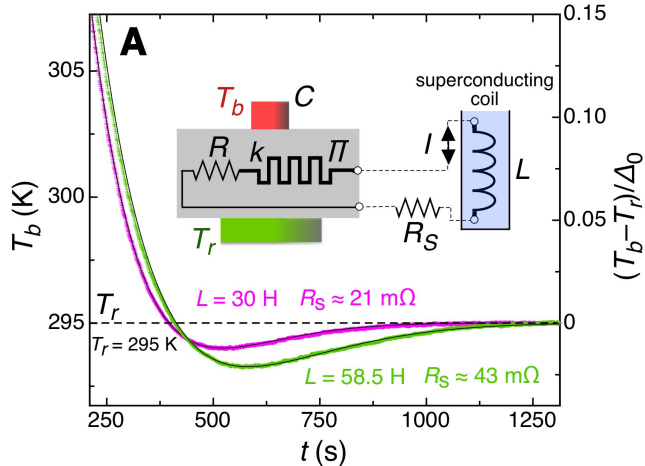 A
305
300
295
T_b (K)
250
500
750
1000
1250
t (s)
0.15
0.10
0.05
0
(T_b−T_r)/Δ_0
superconducting
coil
T_b
C
R
k
Π
I
L
T_r
R_S
L = 30 H R_S ≈ 21 mΩ
T_r
T_r = 295 K
L = 58.5 H R_S ≈ 43 mΩ